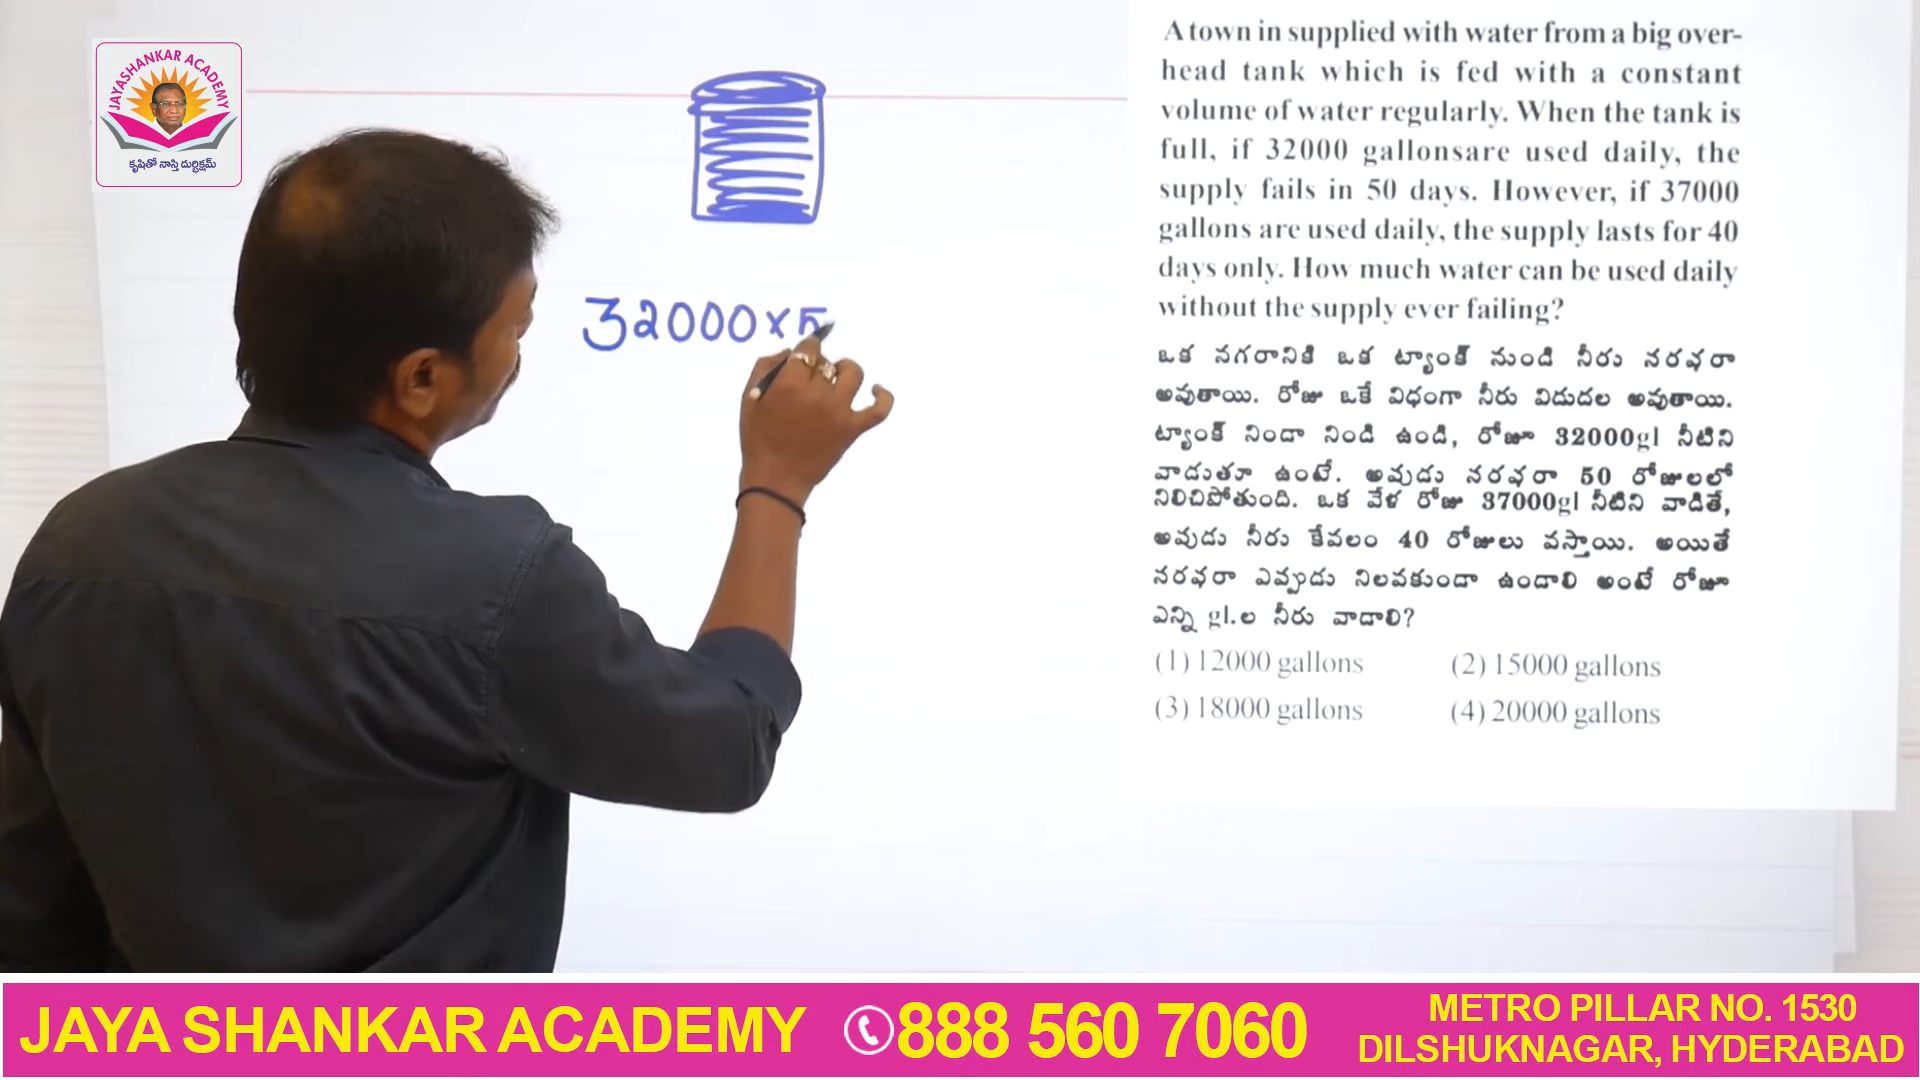 JAYASHANKAR ACADEMY
కృషితో నాస్తి దుర్భిక్షమ్
32000×5
A town in supplied with water from a big over-
head tank which is fed with a constant
volume of water regularly. When the tank is
full, if 32000 gallonsare used daily, the
supply fails in 50 days. However, if 37000
gallons are used daily, the supply lasts for 40
days only. How much water can be used daily
without the supply ever failing?
ఒక నగరానికి ఒక ట్యాంక్ నుండి నీరు సరఫరా
అవుతాయి. రోజు ఒకే విధంగా నీరు విడుదల అవుతాయి.
ట్యాంక్ నిండా నిండి ఉండి, రోజూ 32000gl నీటిని
వాడుతూ ఉంటే. అవుడు సరఫరా 50 రోజులలో
నిలిచిపోతుంది. ఒక వేళ రోజు 37000gl నీటిని వాడితే,
అవుడు నీరు కేవలం 40 రోజులు వస్తాయి. అయితే
సరఫరా ఎవ్పుడు నిలవకుండా ఉండాలి అంటే రోజూ
ఎన్ని gl.ల నీరు వాడాలి?
(1) 12000 gallons (2) 15000 gallons
(3) 18000 gallons (4) 20000 gallons
JAYA SHANKAR ACADEMY 888 560 7060
METRO PILLAR NO. 1530
DILSHUKNAGAR, HYDERABAD